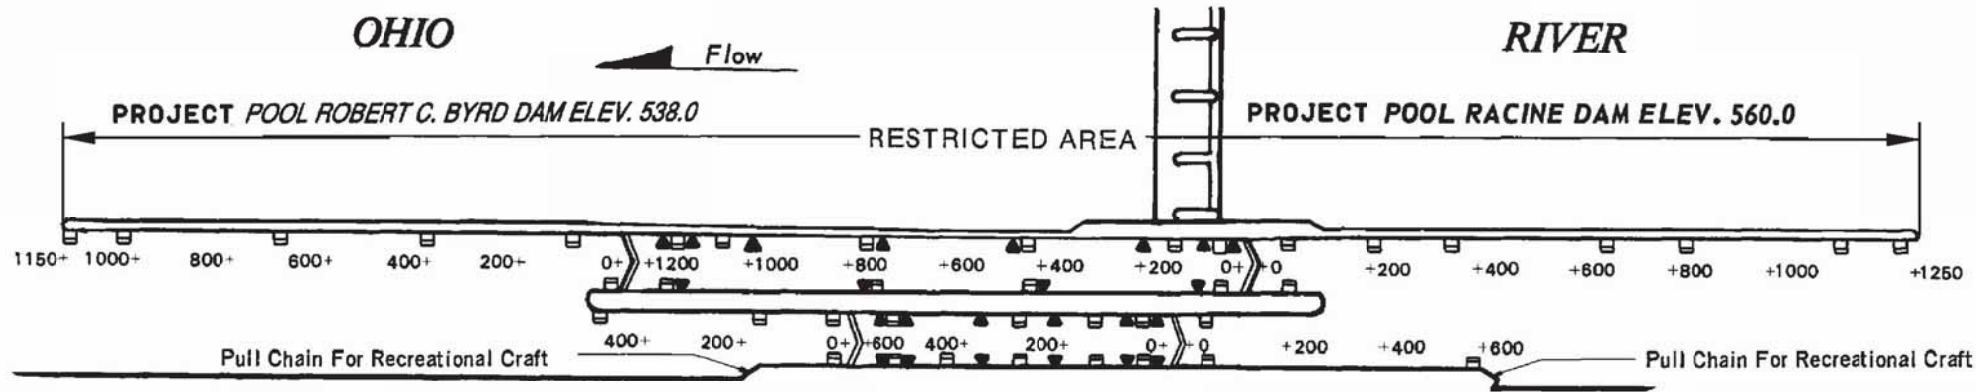 OHIO
RIVER
Flow
PROJECT POOL ROBERT C. BYRD DAM ELEV. 538.0
PROJECT POOL RACINE DAM ELEV. 560.0
RESTRICTED AREA
1150+ 1000+ 800+ 600+ 400+ 200+ 0+ +1200 +1000 +800 +600 +400 +200 0+ +0 +200 +400 +600 +800 +1000 +1250
400+ 200+ 0+ +600 400+ 200+ 0+ +0 +200 +400 +600
Pull Chain For Recreational Craft
Pull Chain For Recreational Craft